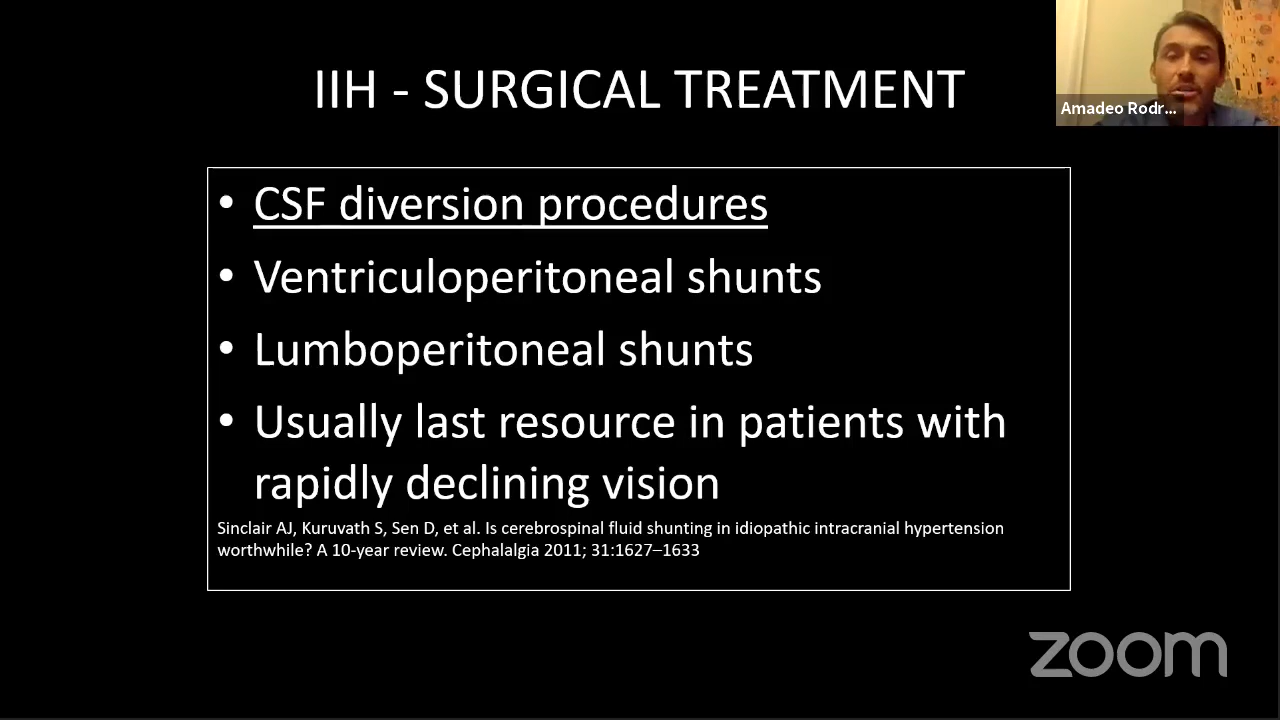 IIH - SURGICAL TREATMENT
Amadeo Rodr...
• CSF diversion procedures
• Ventriculoperitoneal shunts
• Lumboperitoneal shunts
• Usually last resource in patients with
rapidly declining vision
Sinclair AJ, Kuruvath S, Sen D, et al. Is cerebrospinal fluid shunting in idiopathic intracranial hypertension
worthwhile? A 10-year review. Cephalalgia 2011; 31:1627–1633
zoom